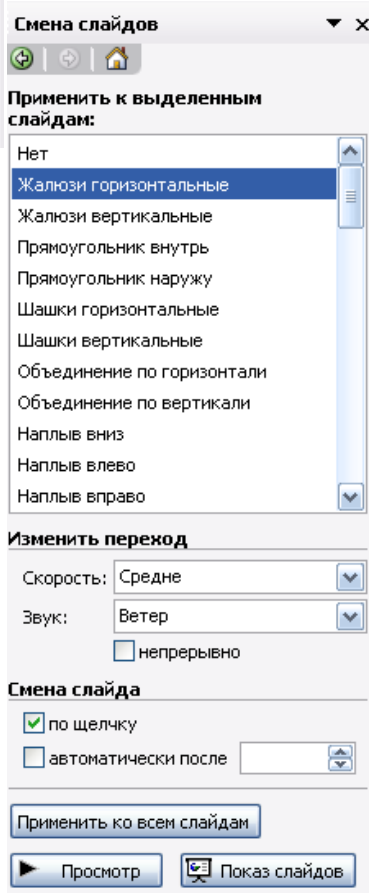 Смена слайдов
Применить к выделенным
слайдам:
Нет
Жалюзи горизонтальные
Жалюзи вертикальные
Прямоугольник внутрь
Прямоугольник наружу
Шашки горизонтальные
Шашки вертикальные
Объединение по горизонтали
Объединение по вертикали
Наплыв вниз
Наплыв влево
Наплыв вправо
Изменить переход
Скорость: Средне
Звук: Ветер
непрерывно
Смена слайда
по щелчку
автоматически после
Применить ко всем слайдам
Просмотр Показ слайдов